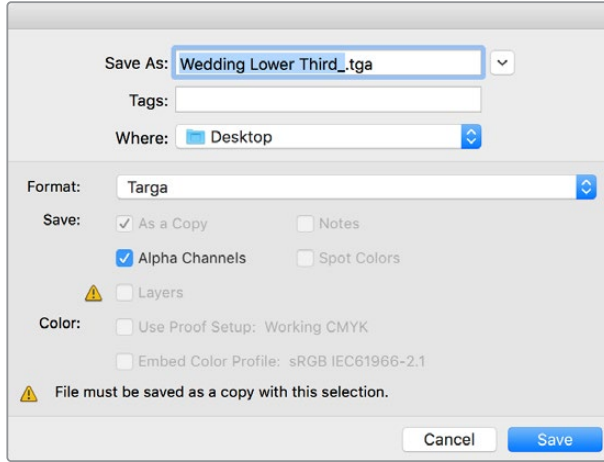 Save As: Wedding Lower Third_.tga
Tags:
Where: Desktop
Format: Targa
Save: As a Copy Notes
Alpha Channels Spot Colors
Layers
Color: Use Proof Setup: Working CMYK
Embed Color Profile: sRGB IEC61966-2.1
File must be saved as a copy with this selection.
Cancel Save